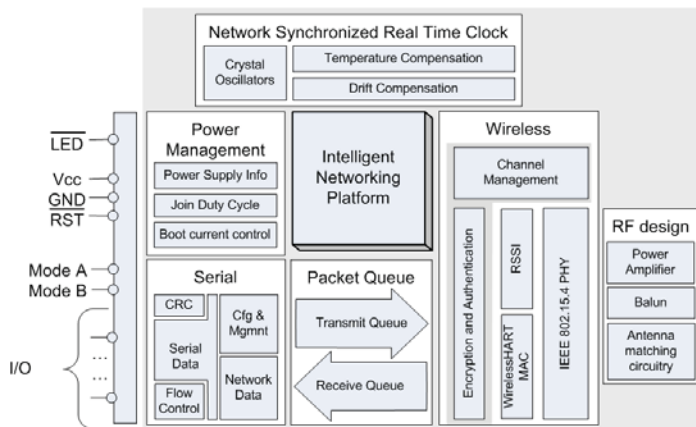 Network Synchronized Real Time Clock
Crystal
Oscillators
Temperature Compensation
Drift Compensation
LED
Vcc
GND
RST
Mode A
Mode B
I/O
...
...
Power
Management
Power Supply Info
Join Duty Cycle
Boot current control
Intelligent
Networking
Platform
Wireless
Channel
Management
Encryption and Authentication
RSSI
WirelessHART
MAC
IEEE 802.15.4 PHY
RF design
Power
Amplifier
Balun
Antenna
matching
circuitry
Serial
CRC
Serial
Data
Flow
Control
Cfg &
Mgmnt
Network
Data
Packet Queue
Transmit Queue
Receive Queue